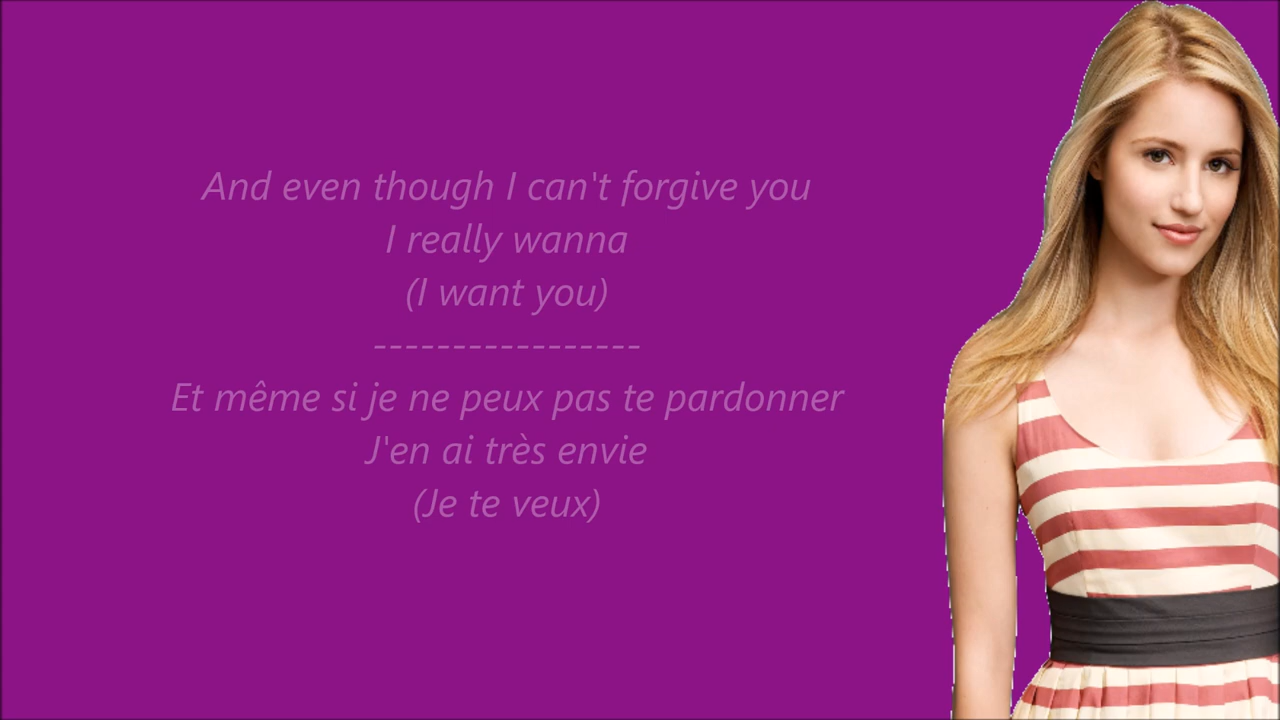 And even though I can't forgive you
I really wanna
(I want you)
-----------------
Et même si je ne peux pas te pardonner
J'en ai très envie
(Je te veux)